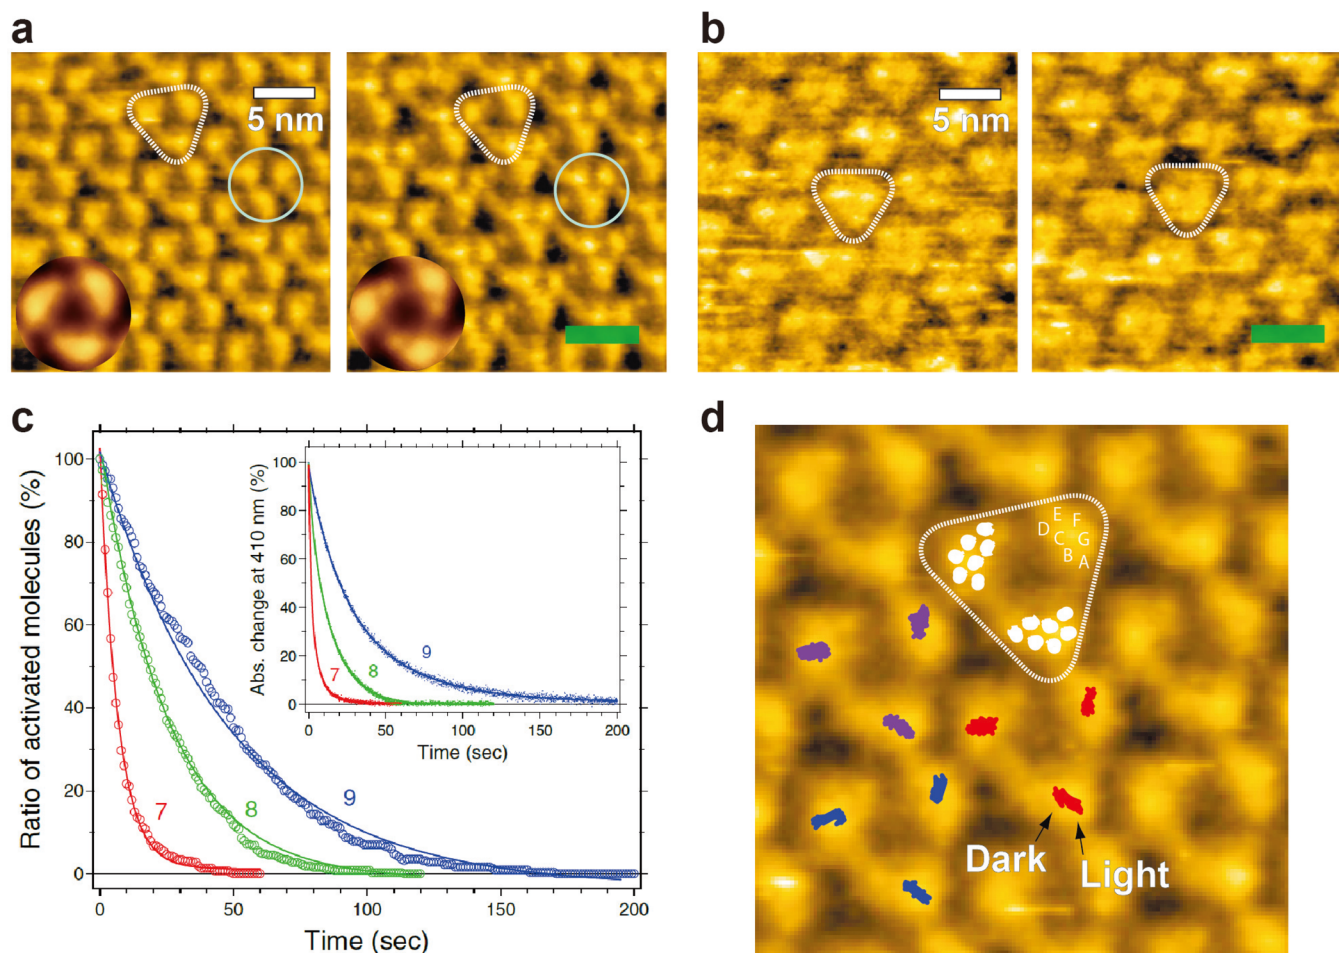 a
5 nm
b
5 nm
c
Ratio of activated molecules (%)
100
80
60
40
20
0
0
50
100
150
200
Time (sec)
7
8
9
Abs. change at 410 nm (%)
100
80
60
40
20
0
0
50
100
150
200
Time (sec)
7
8
9
d
E
F
D
C
G
B
A
Dark
Light